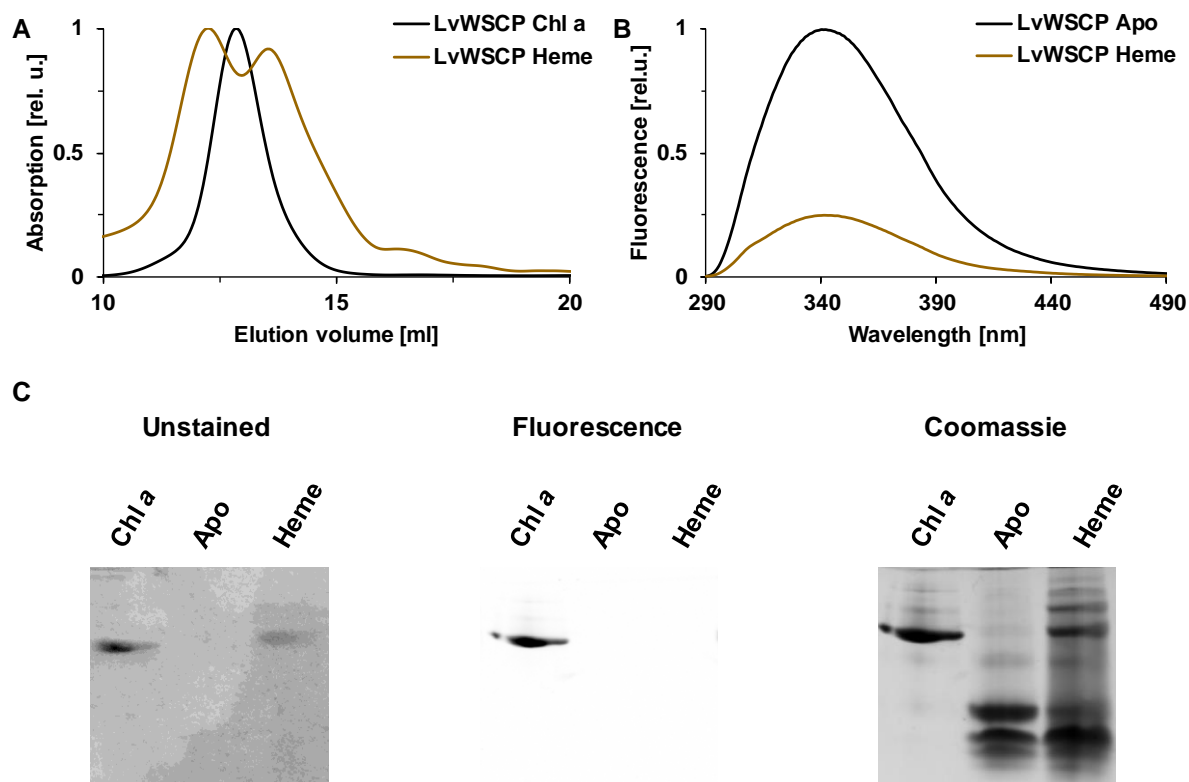 A
LvWSCP Chl a
LvWSCP Heme
Absorption [rel. u.]
1
0.5
0
10
15
20
Elution volume [ml]
B
LvWSCP Apo
LvWSCP Heme
Fluorescence [rel.u.]
1
0.5
0
290
340
390
440
490
Wavelength [nm]
C
Unstained
Fluorescence
Coomassie
Chl a
Apo
Heme
Chl a
Apo
Heme
Chl a
Apo
Heme